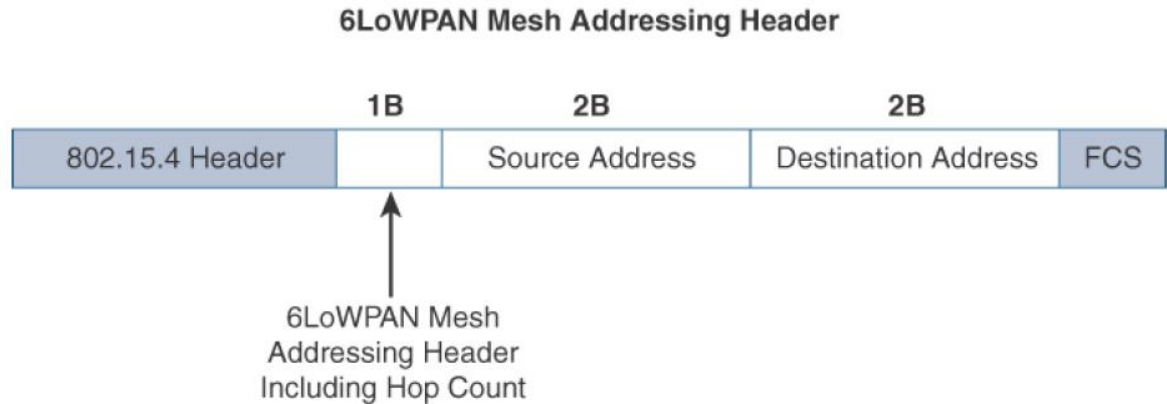 6LoWPAN Mesh Addressing Header
1B 2B 2B
802.15.4 Header Source Address Destination Address FCS
6LoWPAN Mesh
Addressing Header
Including Hop Count